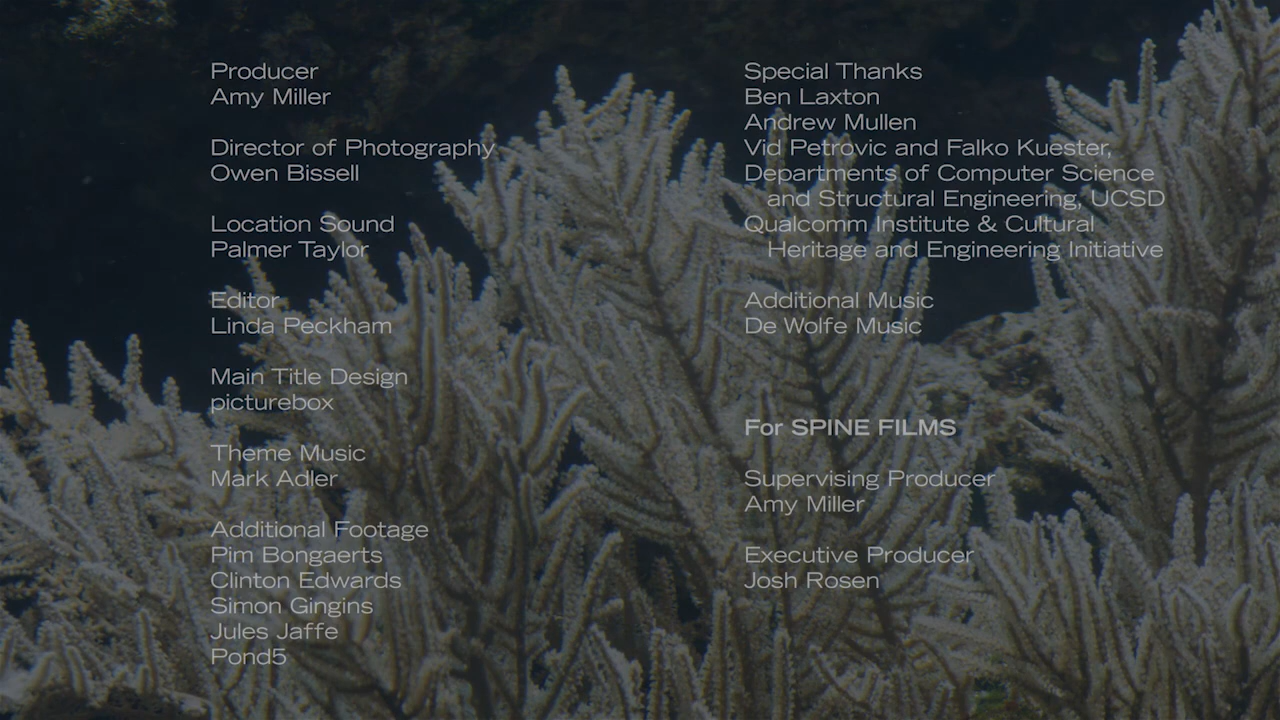 Producer
Amy Miller
Director of Photography
Owen Bissell
Location Sound
Palmer Taylor
Editor
Linda Peckham
Main Title Design
picturebox
Theme Music
Mark Adler
Additional Footage
Pim Bongaerts
Clinton Edwards
Simon Gingins
Jules Jaffe
Pond5
Special Thanks
Ben Laxton
Andrew Mullen
Vid Petrovic and Falko Kuester,
Departments of Computer Science
and Structural Engineering, UCSD
Qualcomm Institute & Cultural
Heritage and Engineering Initiative
Additional Music
De Wolfe Music
For SPINE FILMS
Supervising Producer
Amy Miller
Executive Producer
Josh Rosen